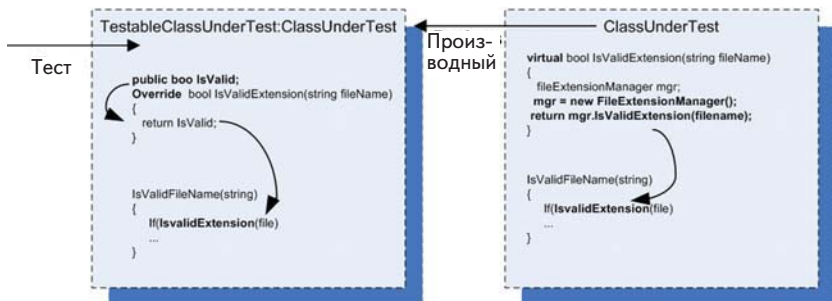 TestableClassUnderTest:ClassUnderTest
Тест
public boo IsValid;
Override bool IsValidExtension(string fileName)
{
return IsValid;
}
IsValidFileName(string)
{
If(IsvalidExtension(file)
...
}
Произ-
водный
ClassUnderTest
virtual bool IsValidExtension(string fileName)
{
fileExtensionManager mgr;
mgr = new FileExtensionManager();
return mgr.IsValidExtension(filename);
}
IsValidFileName(string)
{
If(IsvalidExtension(file)
...
}